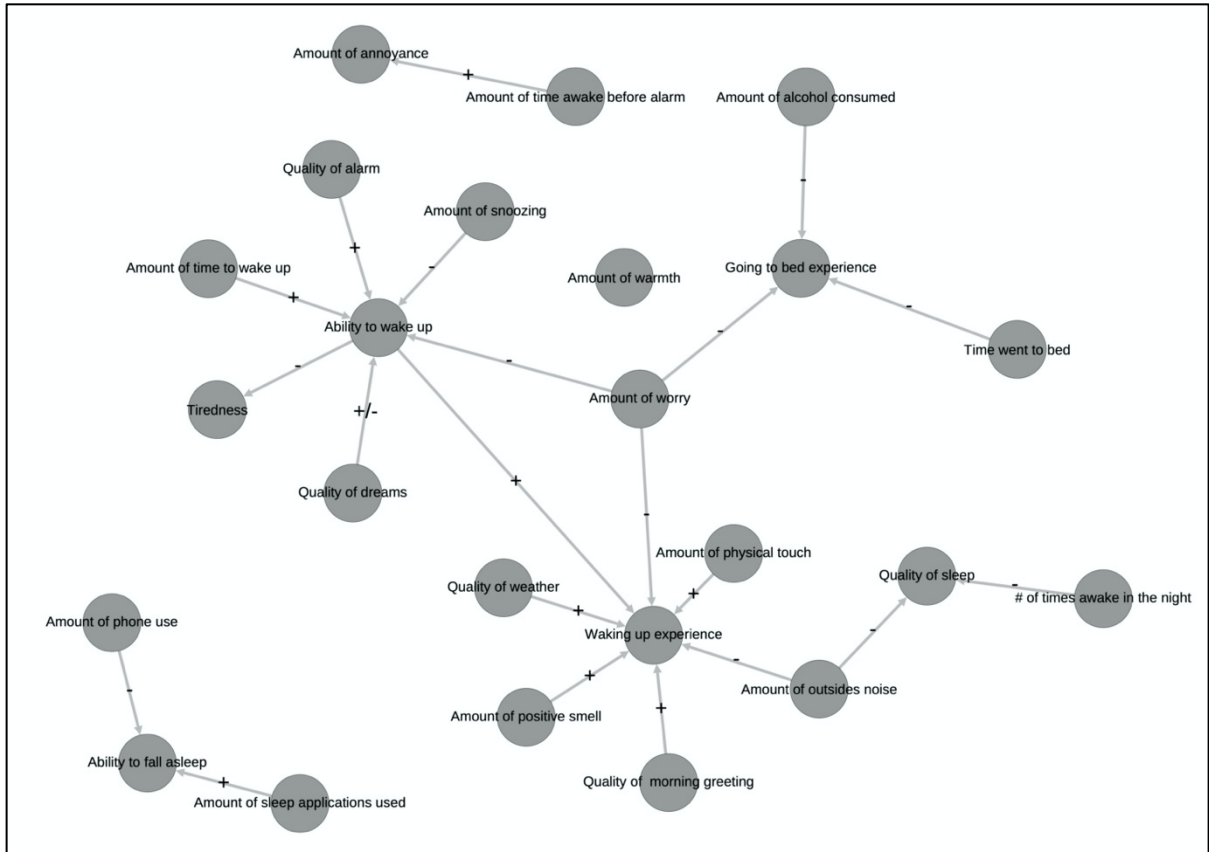 Amount of annoyance
+
Amount of time awake before alarm
Amount of alcohol consumed
-
Quality of alarm
Amount of snoozing
+
-
Amount of time to wake up
+
Amount of warmth
Going to bed experience
-
Time went to bed
-
Ability to wake up
-
-
Amount of worry
Tiredness
+/-
Quality of dreams
+
-
Amount of physical touch
Quality of weather
+
+
Quality of sleep
-
# of times awake in the night
-
Waking up experience
-
Amount of outsides noise
+
Amount of positive smell
+
Quality of  morning greeting
Amount of phone use
-
Ability to fall asleep
+
Amount of sleep applications used